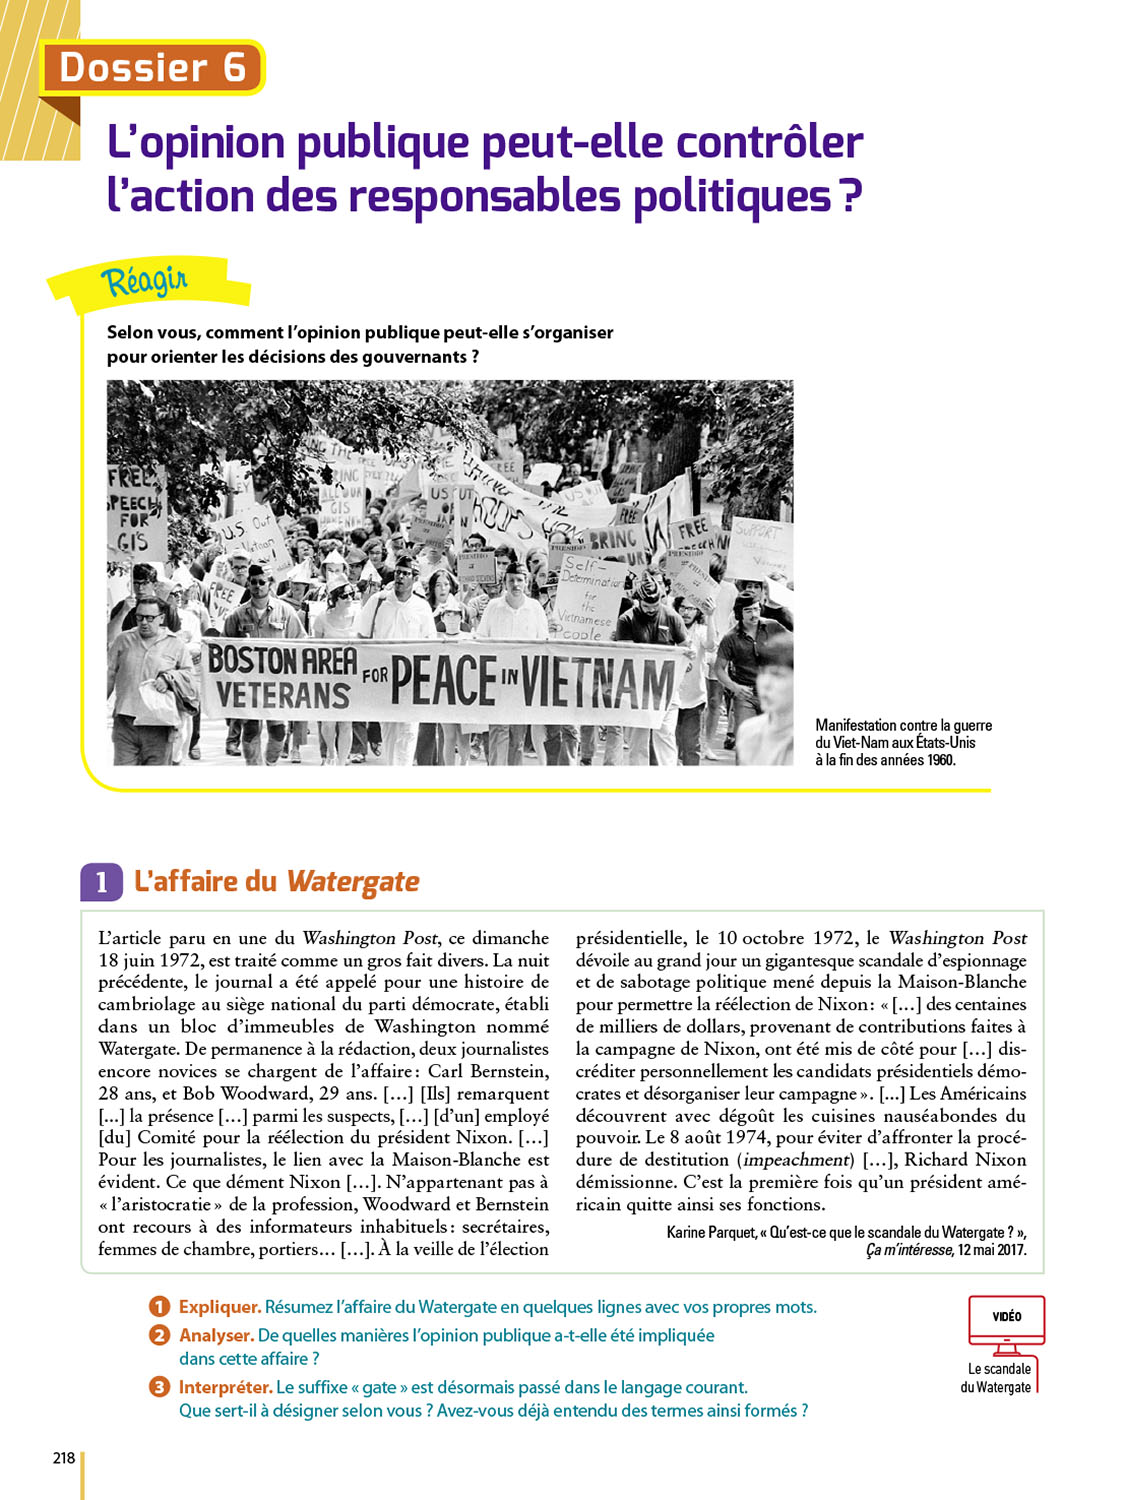 Dossier 6
L'opinion publique peut-elle contrôler
l'action des responsables politiques ?
Réagir
Selon vous, comment l'opinion publique peut-elle s'organiser
pour orienter les décisions des gouvernants ?
FREE
SPEECH
FOR
GIS
U.S. Out
Vietnam
FREE
BRING
FREE
Self-
Determination
for
the
Vietnamese
People
SUPPORT
BOSTON AREA
VETERANS
FOR PEACE IN VIETNAM
Manifestation contre la guerre
du Viet-Nam aux États-Unis
à la fin des années 1960.
1 L'affaire du Watergate
L'article paru en une du Washington Post, ce dimanche
18 juin 1972, est traité comme un gros fait divers. La nuit
précédente, le journal a été appelé pour une histoire de
cambriolage au siège national du parti démocrate, établi
dans un bloc d'immeubles de Washington nommé
Watergate. De permanence à la rédaction, deux journalistes
encore novices se chargent de l'affaire : Carl Bernstein,
28 ans, et Bob Woodward, 29 ans. […] [Ils] remarquent
[...] la présence […] parmi les suspects, […] [d'un] employé
[du] Comité pour la réélection du président Nixon. […]
Pour les journalistes, le lien avec la Maison-Blanche est
évident. Ce que dément Nixon […]. N'appartenant pas à
« l'aristocratie » de la profession, Woodward et Bernstein
ont recours à des informateurs inhabituels : secrétaires,
femmes de chambre, portiers… […]. À la veille de l'élection
présidentielle, le 10 octobre 1972, le Washington Post
dévoile au grand jour un gigantesque scandale d'espionnage
et de sabotage politique mené depuis la Maison-Blanche
pour permettre la réélection de Nixon : « […] des centaines
de milliers de dollars, provenant de contributions faites à
la campagne de Nixon, ont été mis de côté pour […] dis-
créditer personnellement les candidats présidentiels démo-
crates et désorganiser leur campagne ». [...] Les Américains
découvrent avec dégoût les cuisines nauséabondes du
pouvoir. Le 8 août 1974, pour éviter d'affronter la procé-
dure de destitution (impeachment) […], Richard Nixon
démissionne. C'est la première fois qu'un président amé-
ricain quitte ainsi ses fonctions.
Karine Parquet, « Qu'est-ce que le scandale du Watergate ? »,
Ça m'intéresse, 12 mai 2017.
1 Expliquer. Résumez l'affaire du Watergate en quelques lignes avec vos propres mots.
2 Analyser. De quelles manières l'opinion publique a-t-elle été impliquée
dans cette affaire ?
3 Interpréter. Le suffixe « gate » est désormais passé dans le langage courant.
Que sert-il à désigner selon vous ? Avez-vous déjà entendu des termes ainsi formés ?
VIDÉO
Le scandale
du Watergate
218